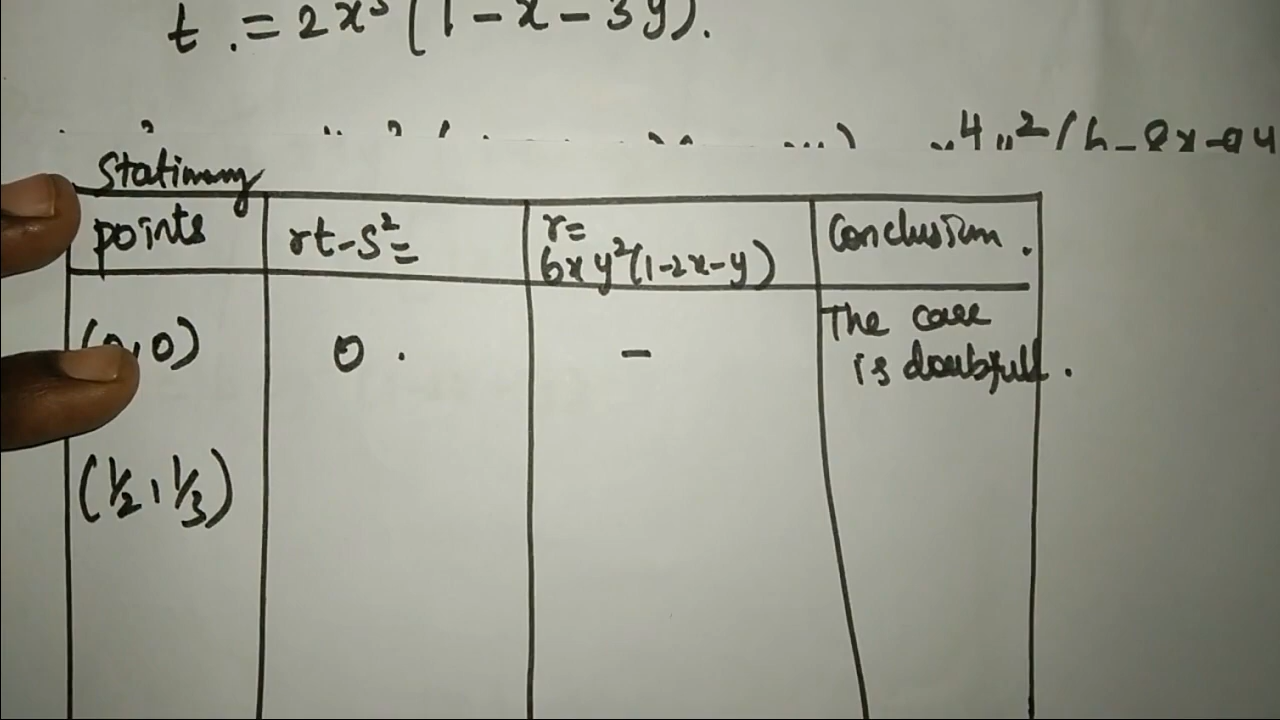 t .= 2x³ (1-x-3y).
Stationary
points
rt-s²=
r=
6xy²(1-2x-y)
Conclusion.
(0,0)
0.
-
The case
is doubtfull.
(1/2, 1/3)